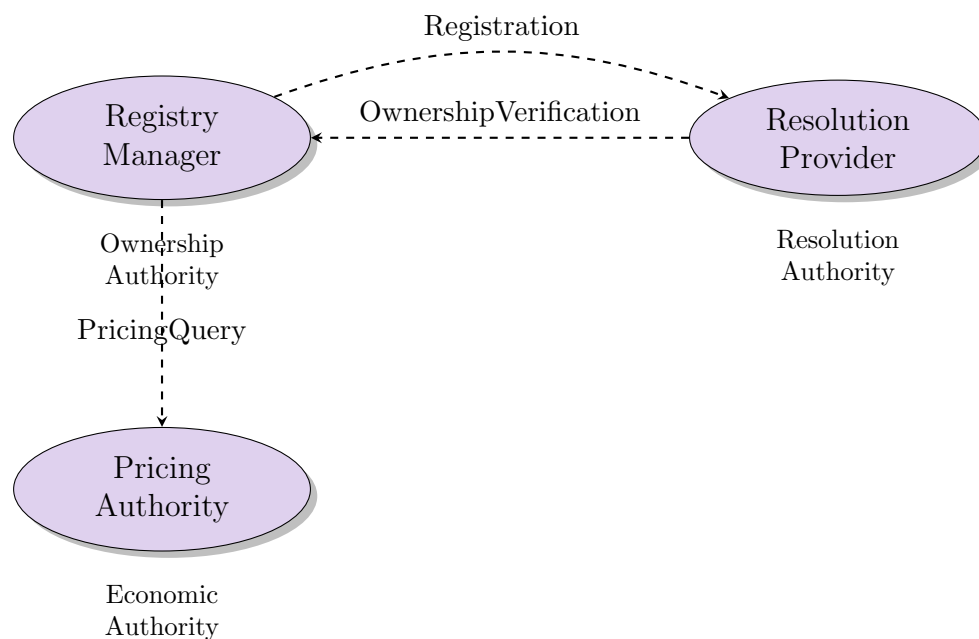 Registration
Registry
Manager
OwnershipVerification
Resolution
Provider
Ownership
Authority
Resolution
Authority
PricingQuery
Pricing
Authority
Economic
Authority